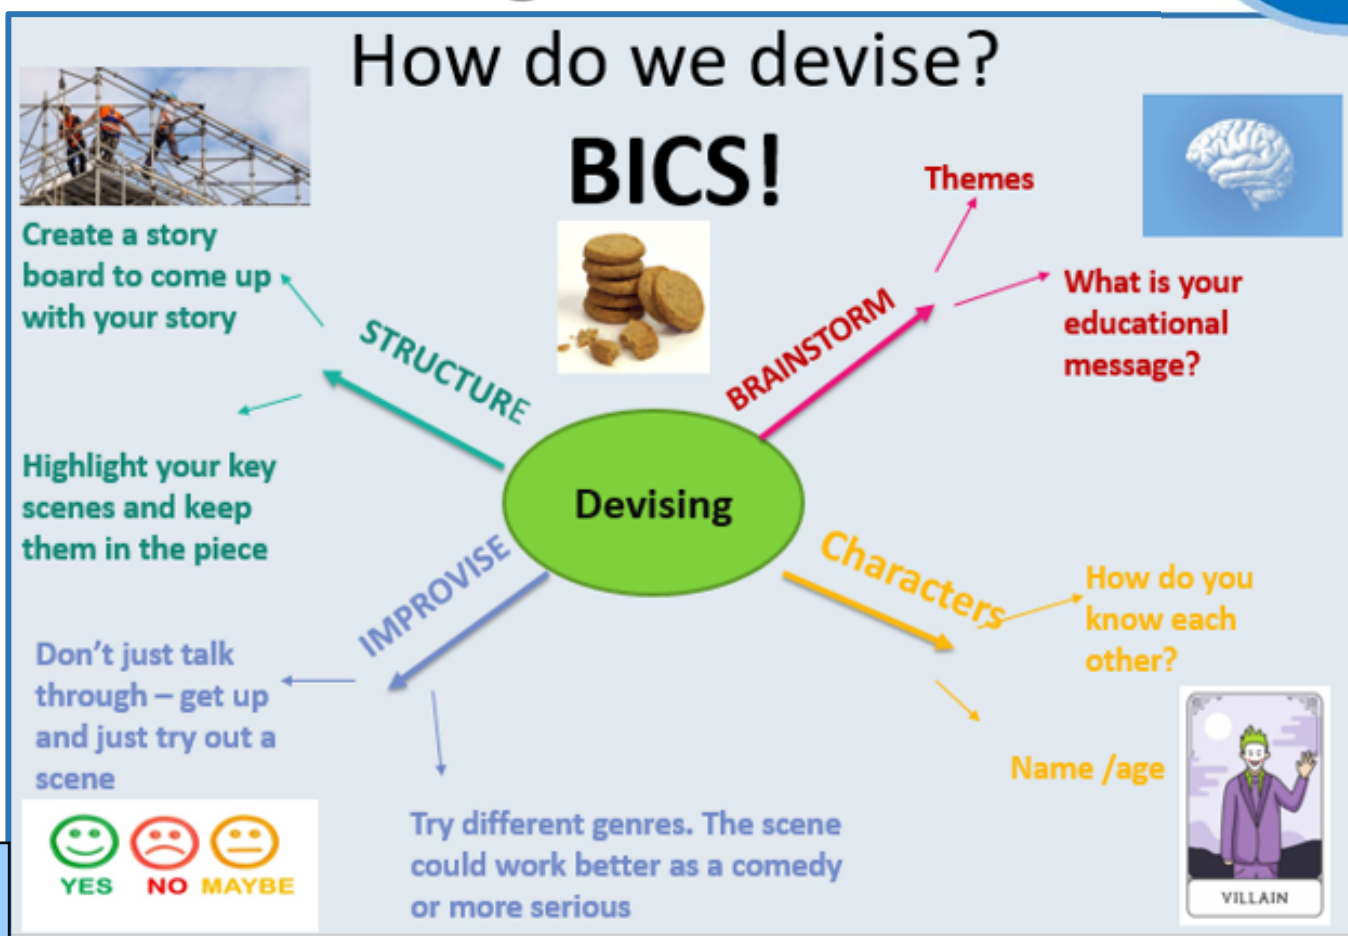 How do we devise?
BICS!
Themes
What is your
educational
message?
BRAINSTORM
Create a story
board to come up
with your story
STRUCTURE
Highlight your key
scenes and keep
them in the piece
Devising
Characters
How do you
know each
other?
Name /age
VILLAIN
IMPROVISE
Don’t just talk
through – get up
and just try out a
scene
YES NO MAYBE
Try different genres. The scene
could work better as a comedy
or more serious